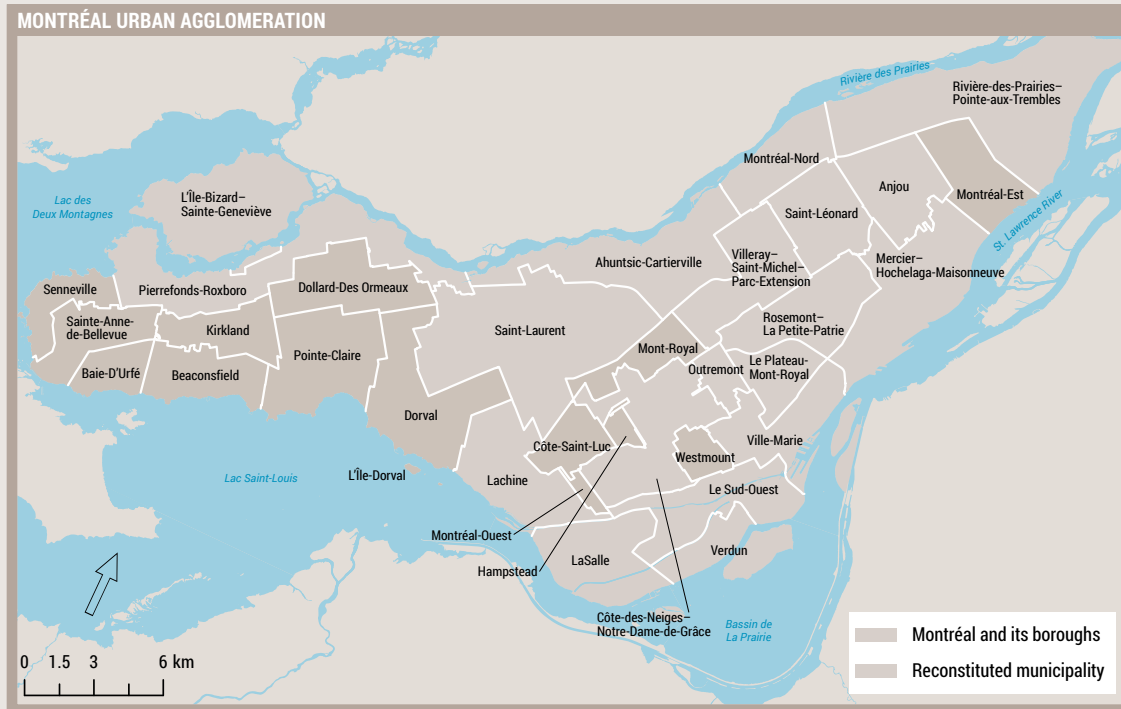 MONTRÉAL URBAN AGGLOMERATION
Rivière des Prairies
Rivière-des-Prairies–
Pointe-aux-Trembles
Montréal-Nord
Anjou
Montréal-Est
Lac des
Deux Montagnes
L'Île-Bizard–
Sainte-Geneviève
Saint-Léonard
St. Lawrence River
Villeray–
Saint-Michel–
Parc-Extension
Mercier–
Hochelaga-Maisonneuve
Ahuntsic-Cartierville
Senneville
Pierrefonds-Roxboro
Dollard-Des Ormeaux
Sainte-Anne-
de-Bellevue
Kirkland
Saint-Laurent
Rosemont–
La Petite-Patrie
Pointe-Claire
Mont-Royal
Baie-D'Urfé
Beaconsfield
Outremont
Le Plateau-
Mont-Royal
Dorval
Côte-Saint-Luc
Ville-Marie
Westmount
Lac Saint-Louis
L'Île-Dorval
Lachine
Le Sud-Ouest
Montréal-Ouest
Hampstead
LaSalle
Verdun
Côte-des-Neiges–
Notre-Dame-de-Grâce
Bassin de
La Prairie
Montréal and its boroughs
Reconstituted municipality
0 1.5 3 6 km